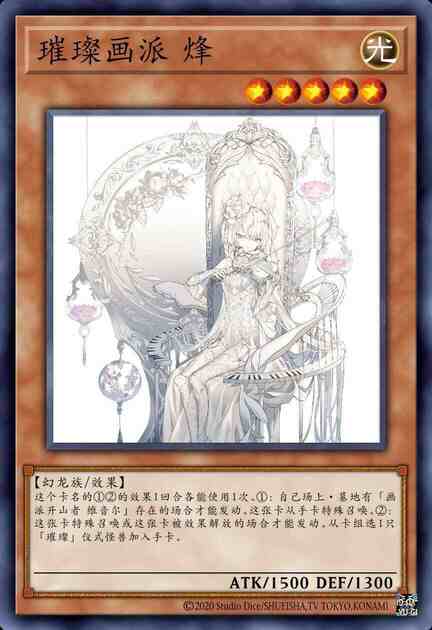 璀璨画派 烽
光
【幻龙族/效果】
这个卡名的①②的效果1回合各能使用1次。①：自己场上·墓地有「画
派开山者 维音尔」存在的场合才能发动。这张卡从手卡特殊召唤。②：
这张卡特殊召唤或这张卡被效果解放的场合才能发动。从卡组选1只
「璀璨」仪式怪兽加入手卡。
ATK/1500 DEF/1300
©2020 Studio Dice/SHUEISHA,TV TOKYO,KONAMI